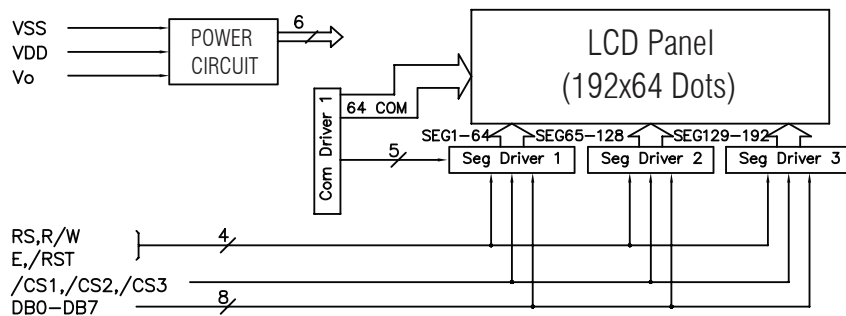 VSS
VDD
Vo
POWER
CIRCUIT
6
LCD Panel
(192x64 Dots)
Com Driver 1
64 COM
SEG1-64
SEG65-128
SEG129-192
5
Seg Driver 1
Seg Driver 2
Seg Driver 3
RS,R/W
E,/RST
4
/CS1,/CS2,/CS3
DB0-DB7
8